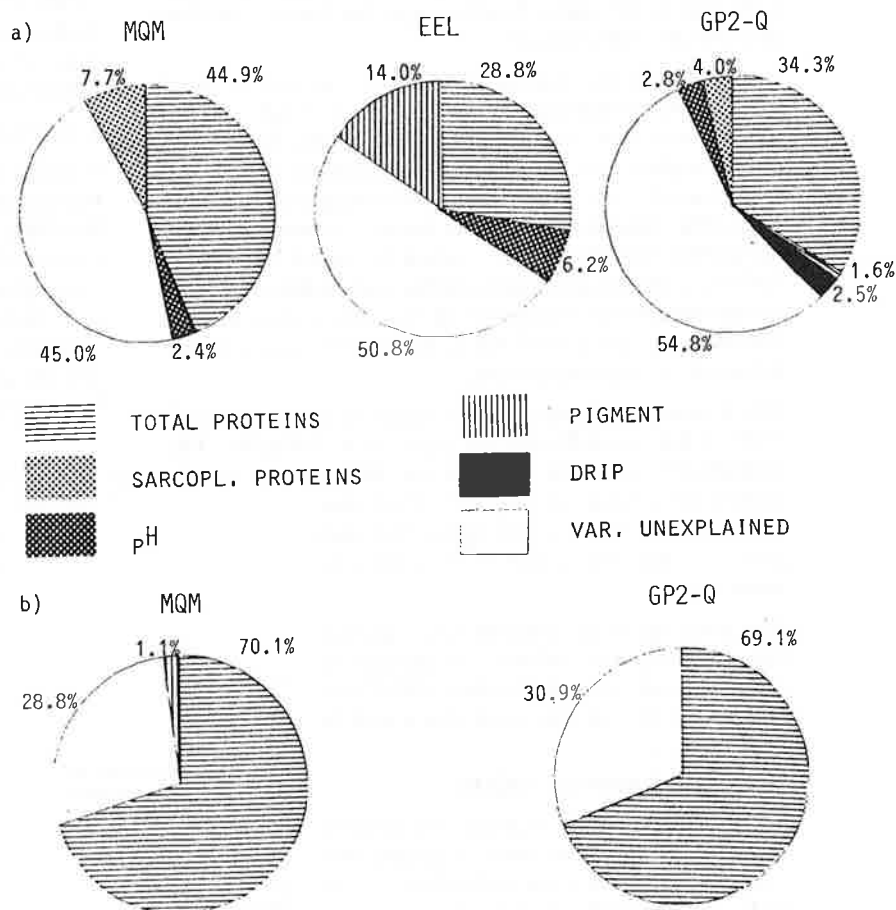 a) MQM EEL GP2-Q
7.7% 44.9% 14.0% 28.8% 2.8% 4.0% 34.3%
45.0% 2.4% 50.8% 6.2% 54.8% 2.5% 1.6%
TOTAL PROTEINS PIGMENT
SARCOPL. PROTEINS DRIP
pH VAR. UNEXPLAINED
b) MQM GP2-Q
1.1% 70.1% 69.1%
28.8% 30.9%